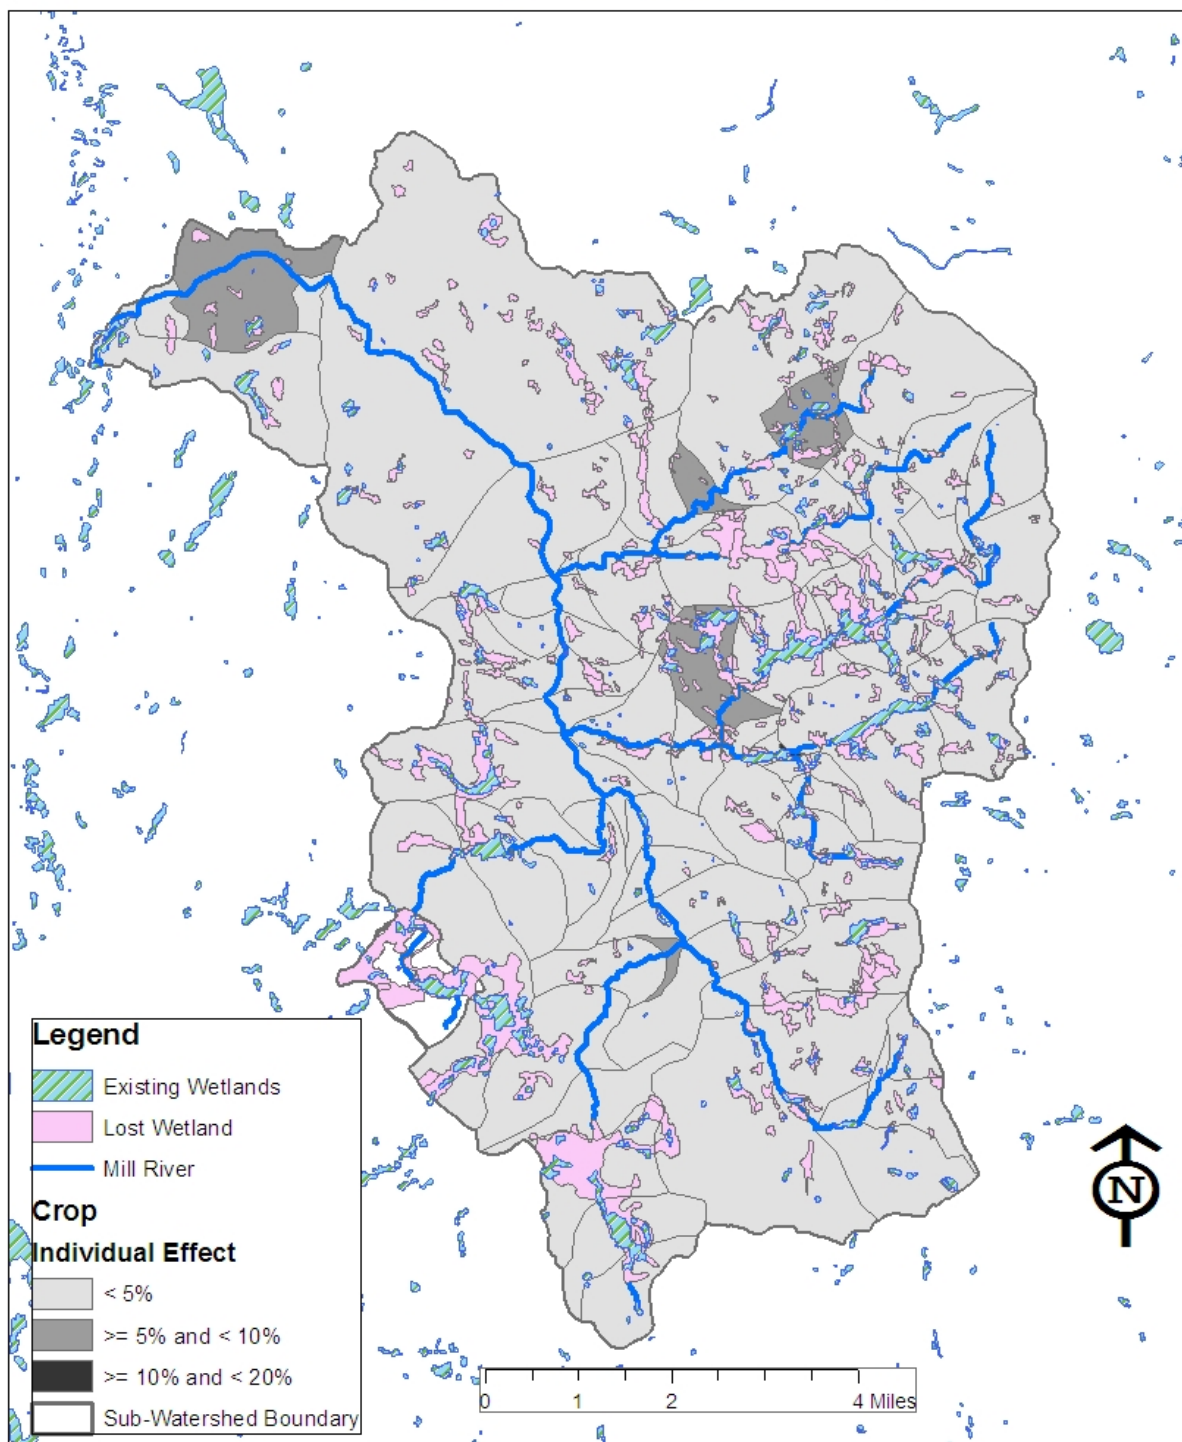 Legend
Existing Wetlands
Lost Wetland
Mill River
Crop
Individual Effect
< 5%
>= 5% and < 10%
>= 10% and < 20%
Sub-Watershed Boundary
N
0 1 2 4 Miles